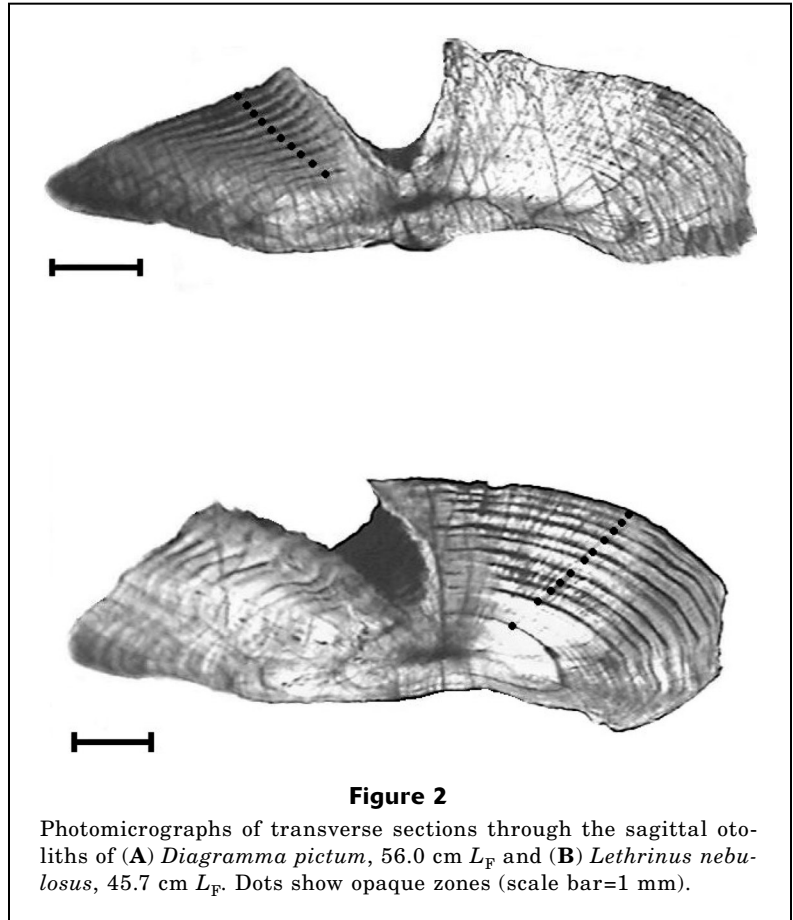 Figure 2
Photomicrographs of transverse sections through the sagittal oto-
liths of (A) Diagramma pictum, 56.0 cm LF and (B) Lethrinus nebu-
losus, 45.7 cm LF. Dots show opaque zones (scale bar=1 mm).